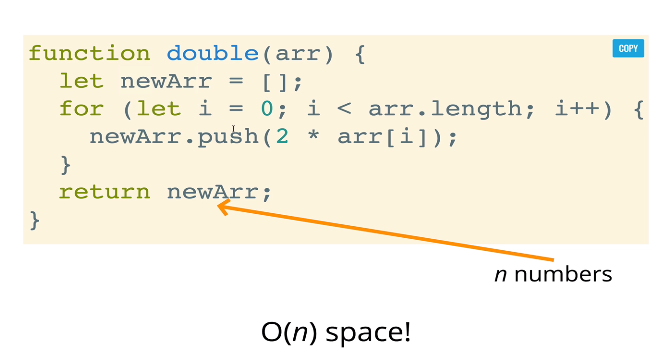 COPY
function double(arr) {
  let newArr = [];
  for (let i = 0; i < arr.length; i++) {
    newArr.push(2 * arr[i]);
  }
  return newArr;
}
n numbers
O(n) space!